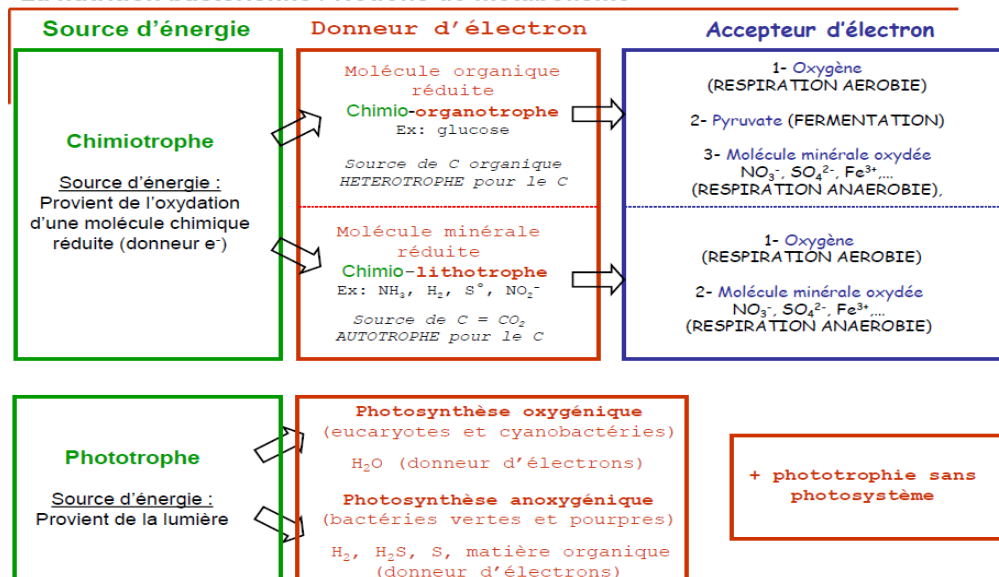 Source d'énergie
Donneur d'électron
Accepteur d'électron
Chimiotrophe
Source d'énergie :
Provient de l'oxydation
d'une molécule chimique
réduite (donneur e⁻)
Molécule organique
réduite
Chimio-organotrophe
Ex: glucose
Source de C organique
HETEROTROPHE pour le C
Molécule minérale
réduite
Chimio-lithotrophe
Ex: NH₃, H₂, S°, NO₂⁻
Source de C = CO₂
AUTOTROPHE pour le C
1- Oxygène
(RESPIRATION AEROBIE)
2- Pyruvate (FERMENTATION)
3- Molécule minérale oxydée
NO₃⁻, SO₄²⁻, Fe³⁺,...
(RESPIRATION ANAEROBIE),
1- Oxygène
(RESPIRATION AEROBIE)
2- Molécule minérale oxydée
NO₃⁻, SO₄²⁻, Fe³⁺,...
(RESPIRATION ANAEROBIE)
Phototrophe
Source d'énergie :
Provient de la lumière
Photosynthèse oxygénique
(eucaryotes et cyanobactéries)
H₂O (donneur d'électrons)
Photosynthèse anoxygénique
(bactéries vertes et pourpres)
H₂, H₂S, S, matière organique
(donneur d'électrons)
+ phototrophie sans
photosystème